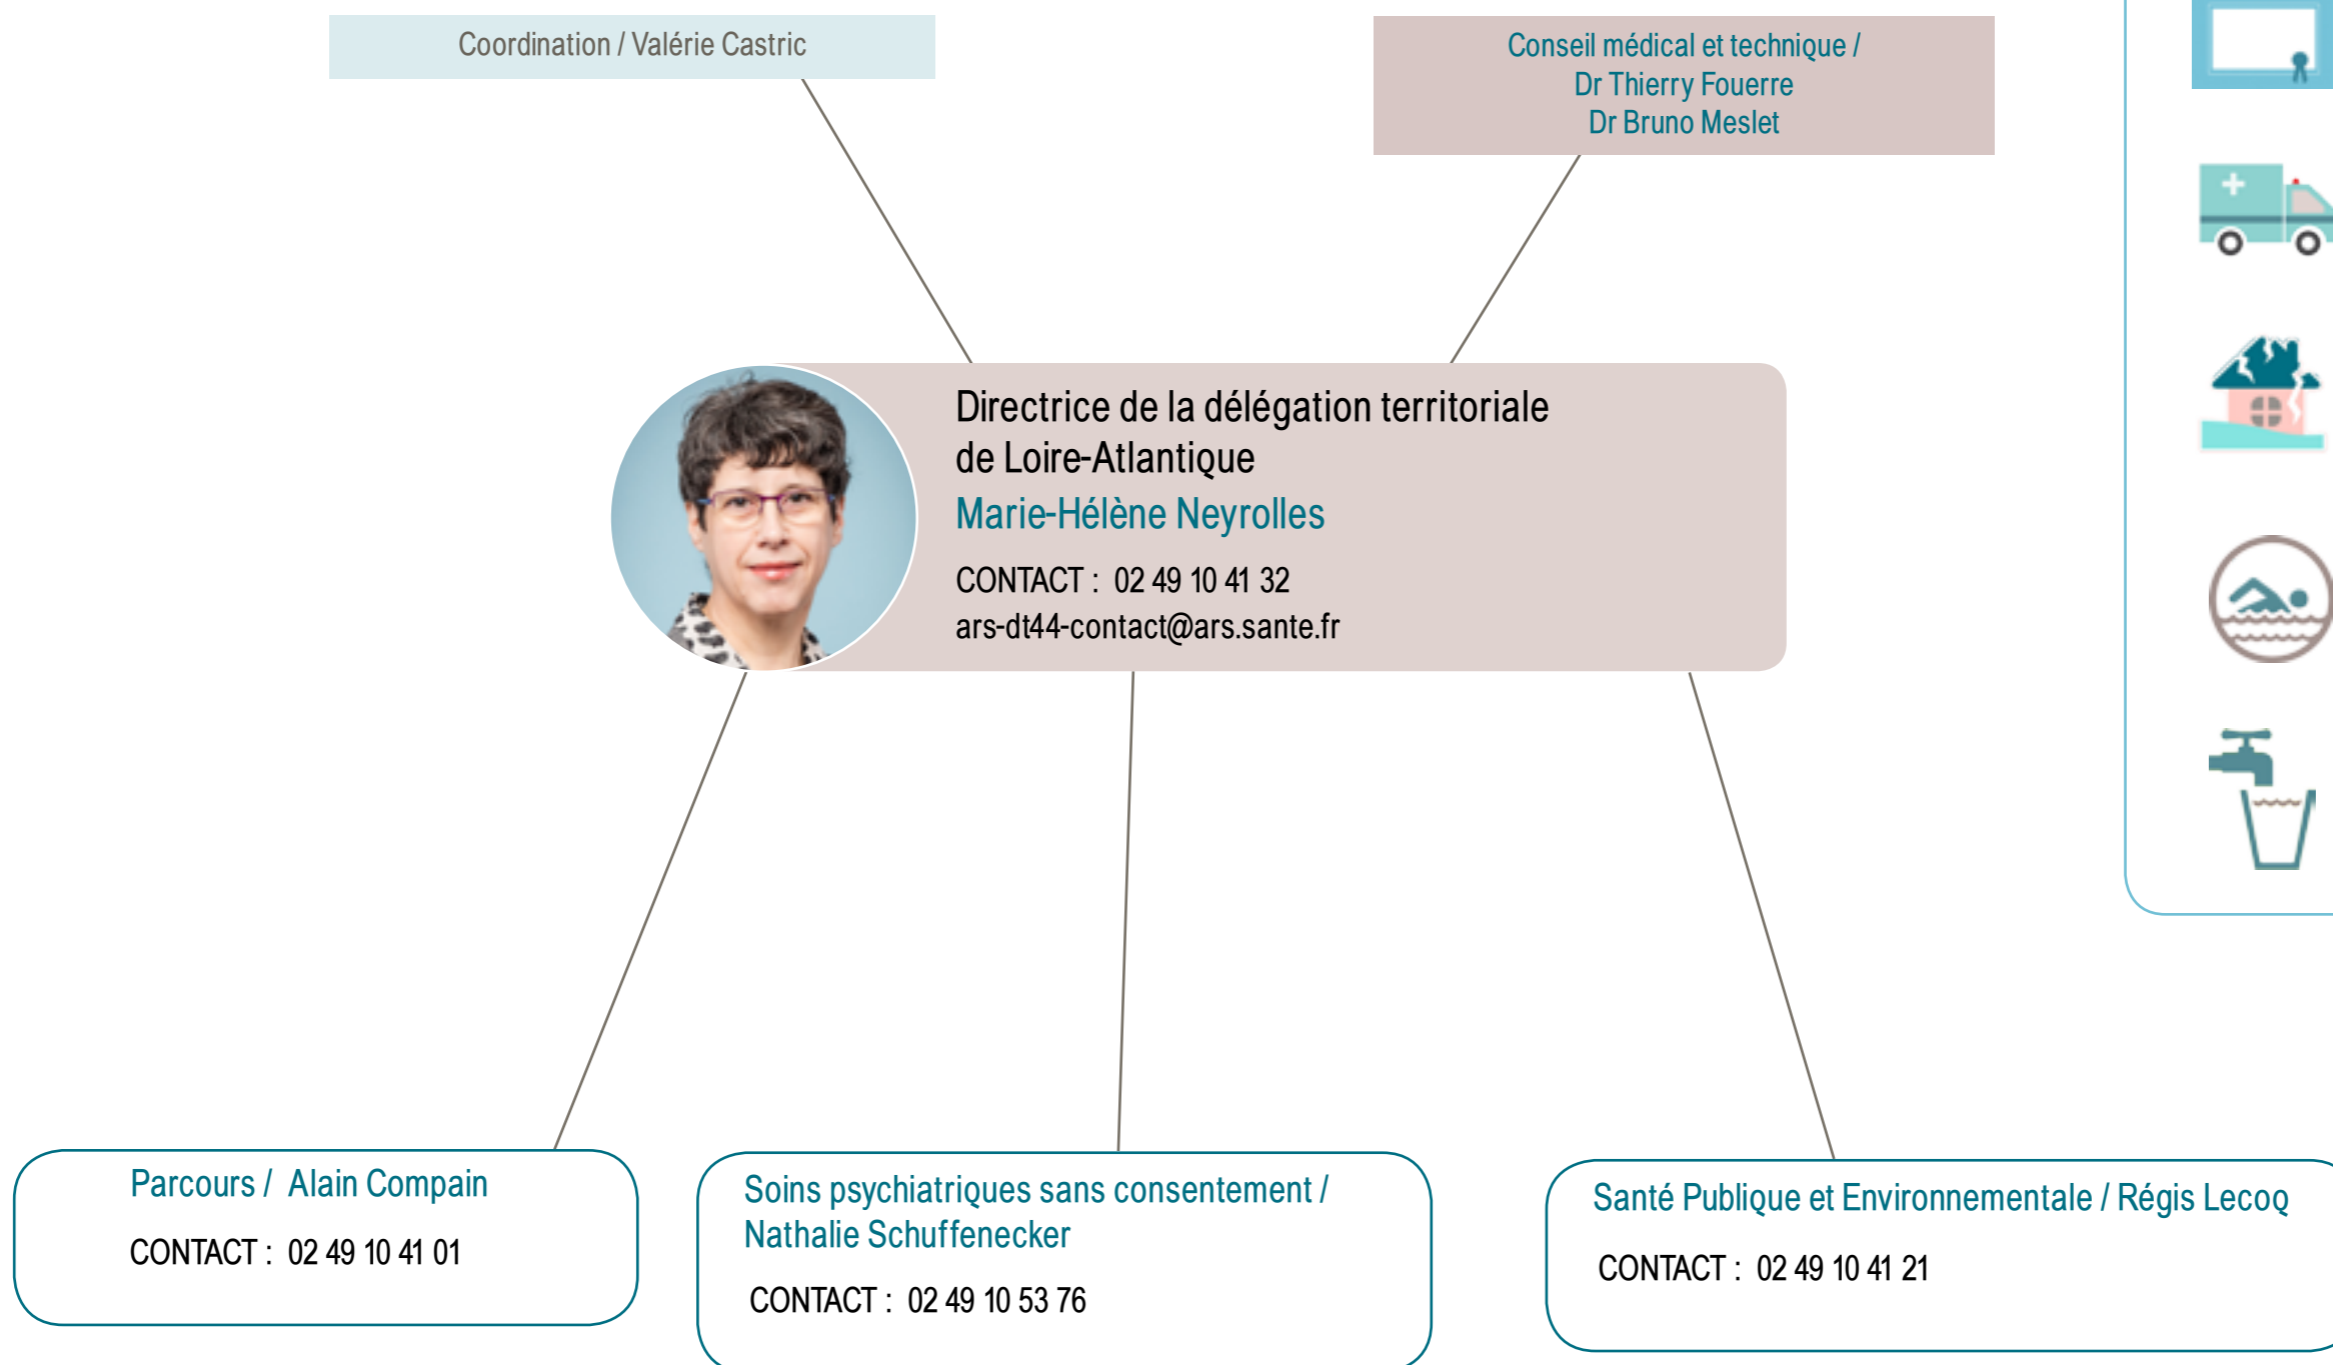 Coordination / Valérie Castric
Conseil médical et technique /
Dr Thierry Fouerre
Dr Bruno Meslet
Directrice de la délégation territoriale
de Loire-Atlantique
Marie-Hélène Neyrolles
CONTACT : 02 49 10 41 32
ars-dt44-contact@ars.sante.fr
Parcours / Alain Compain
CONTACT : 02 49 10 41 01
Soins psychiatriques sans consentement /
Nathalie Schuffenecker
CONTACT : 02 49 10 53 76
Santé Publique et Environnementale / Régis Lecoq
CONTACT : 02 49 10 41 21